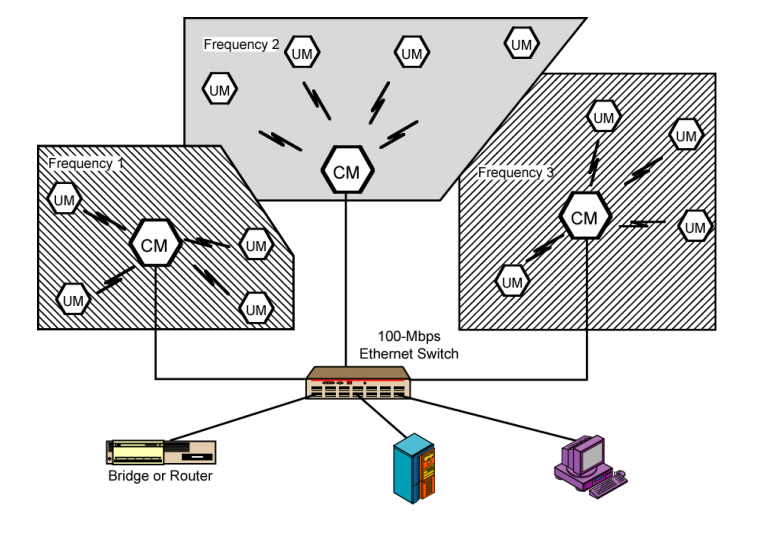 Frequency 2
UM
UM
UM
UM
CM
Frequency 1
UM
CM
UM
UM
UM
Frequency 3
UM
UM
CM
UM
UM
100-Mbps
Ethernet Switch
Bridge or Router